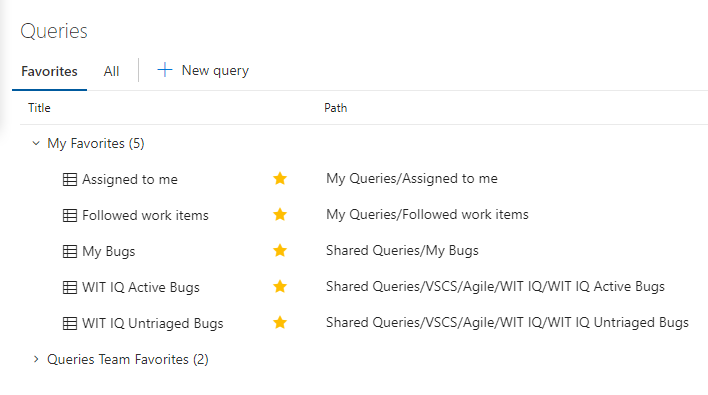 Queries
Favorites All + New query
Title Path
My Favorites (5)
Assigned to me My Queries/Assigned to me
Followed work items My Queries/Followed work items
My Bugs Shared Queries/My Bugs
WIT IQ Active Bugs Shared Queries/VSCS/Agile/WIT IQ/WIT IQ Active Bugs
WIT IQ Untriaged Bugs Shared Queries/VSCS/Agile/WIT IQ/WIT IQ Untriaged Bugs
Queries Team Favorites (2)